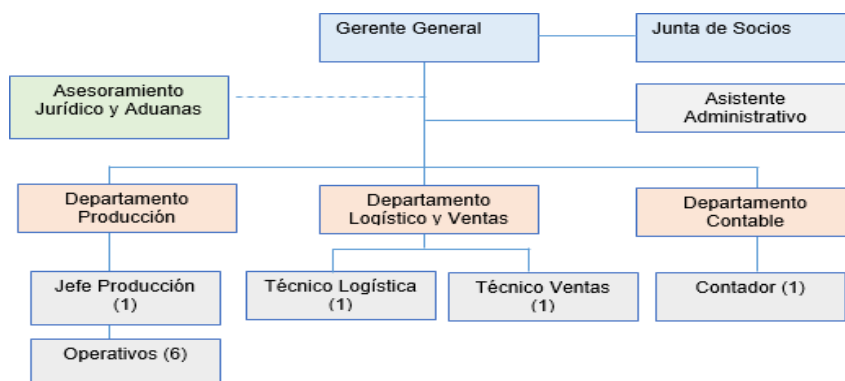 Gerente General
Junta de Socios
Asesoramiento
Jurídico y Aduanas
Asistente
Administrativo
Departamento
Producción
Departamento
Logístico y Ventas
Departamento
Contable
Jefe Producción
(1)
Técnico Logística
(1)
Técnico Ventas
(1)
Contador (1)
Operativos (6)